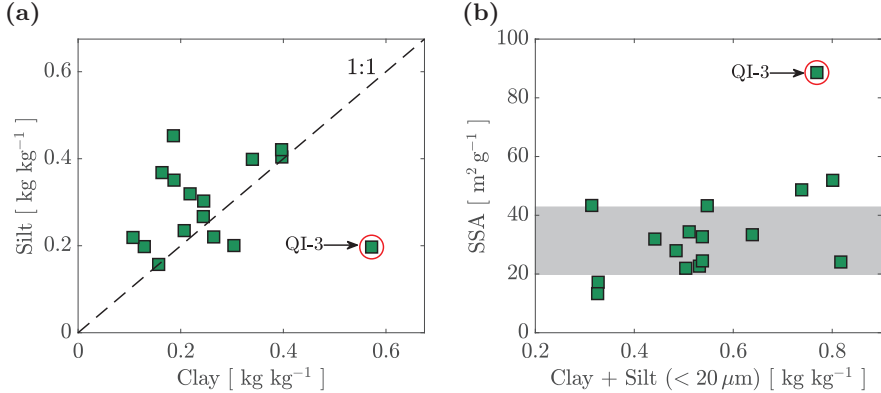 (a)
0.6
0.4
0.2
0
Silt [ kg kg⁻¹ ]
1:1
QI-3
0
0.2
0.4
0.6
Clay [ kg kg⁻¹ ]
(b)
100
80
60
40
20
0
SSA [ m² g⁻¹ ]
QI-3
0.2
0.4
0.6
0.8
Clay + Silt (< 20 μm) [ kg kg⁻¹ ]